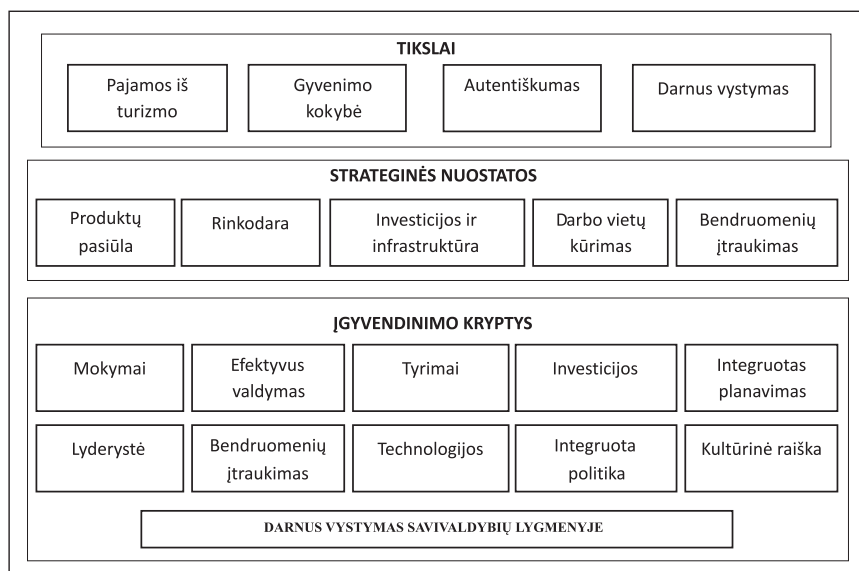 TIKSLAI
Pajamos iš
turizmo
Gyvenimo
kokybė
Autentiškumas
Darnus vystymas
STRATEGINĖS NUOSTATOS
Produktų
pasiūla
Rinkodara
Investicijos ir
infrastruktūra
Darbo vietų
kūrimas
Bendruomenių
įtraukimas
ĮGYVENDINIMO KRYPTYS
Mokymai
Efektyvus
valdymas
Tyrimai
Investicijos
Integruotas
planavimas
Lyderystė
Bendruomenių
įtraukimas
Technologijos
Integruota
politika
Kultūrinė raiška
DARNUS VYSTYMAS SAVIVALDYBIŲ LYGMENYJE